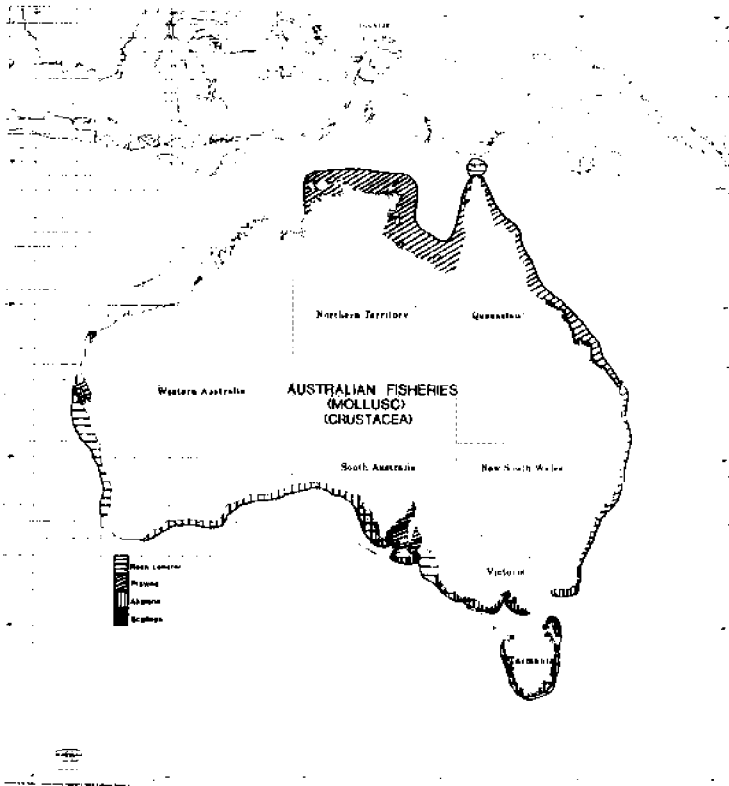 Northern Territory
Queensland
Western Australia
AUSTRALIAN FISHERIES
(MOLLUSC)
(CRUSTACEA)
South Australia
New South Wales
Victoria
Rock Lobster
Prawns
Abalone
Scallops
Tasmania